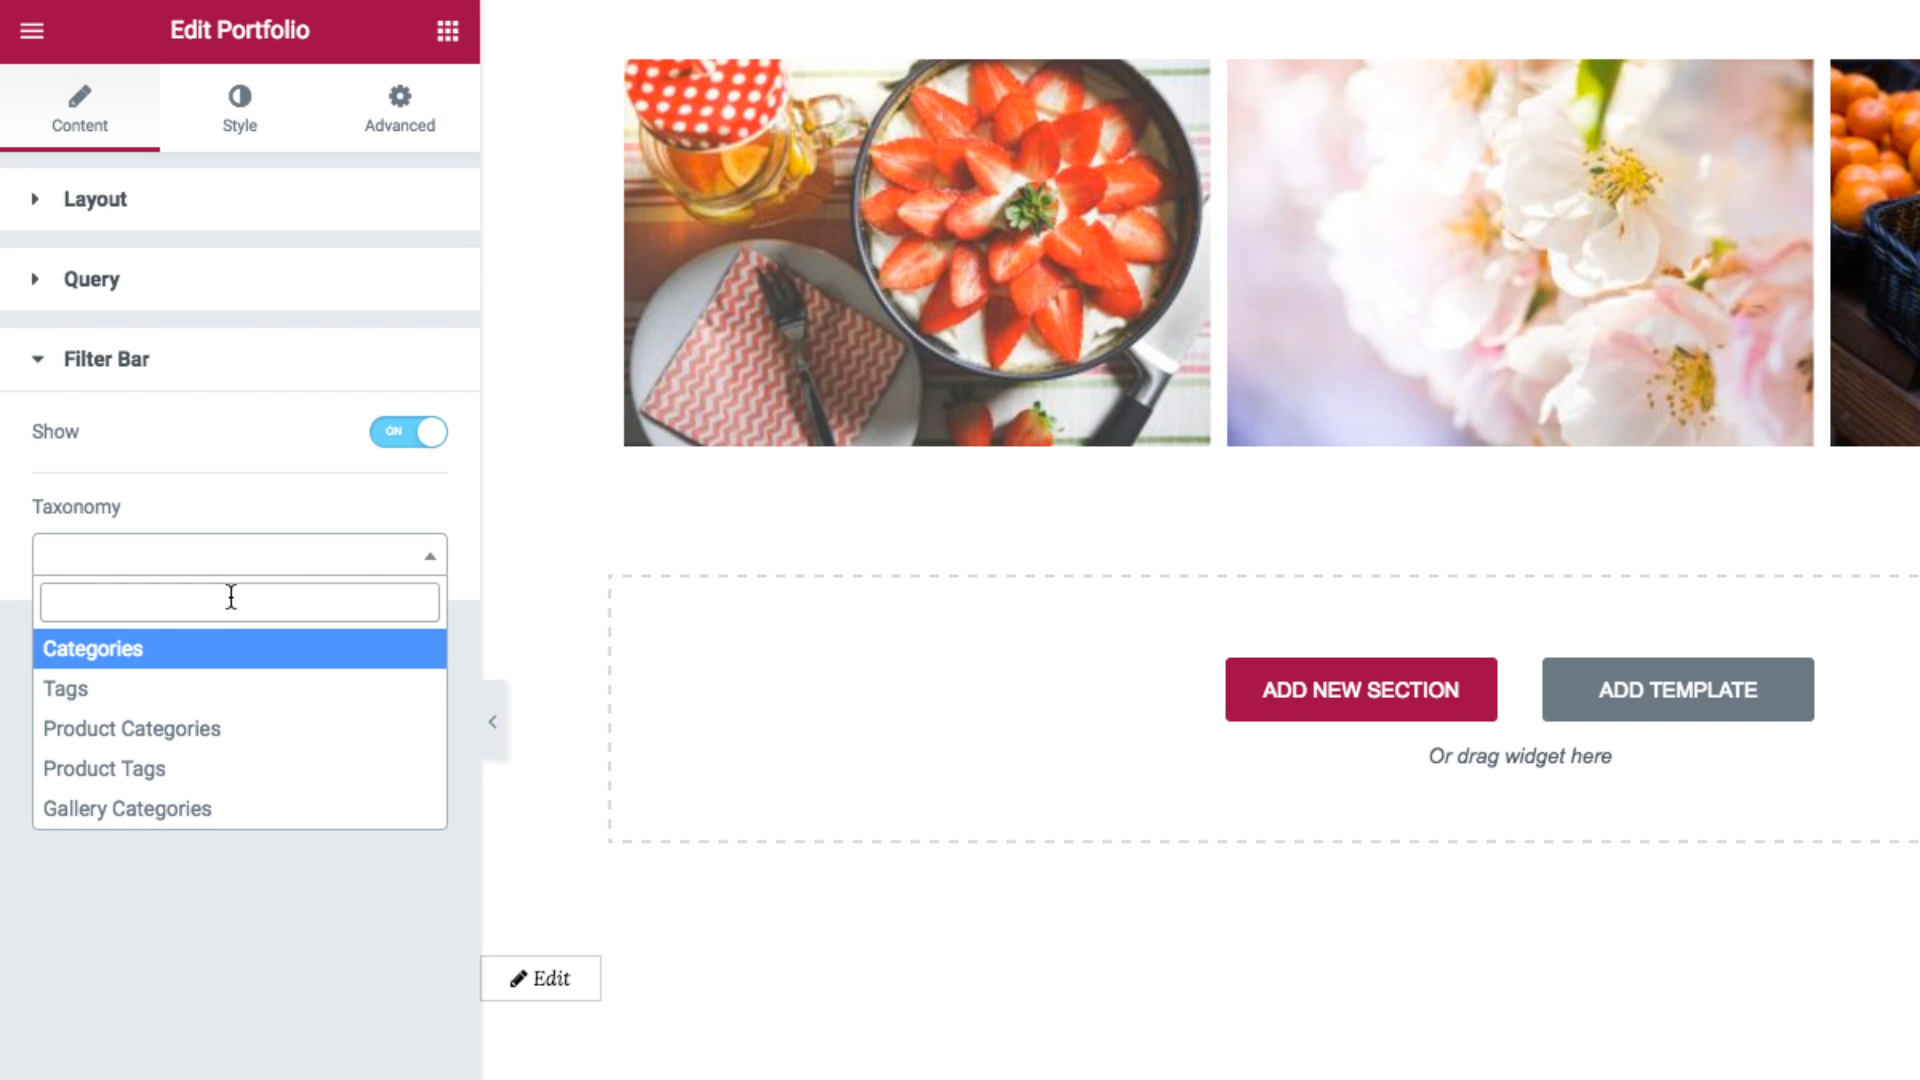 Edit Portfolio
Content
Style
Advanced
Layout
Query
Filter Bar
Show
ON
Taxonomy
Categories
Tags
Product Categories
Product Tags
Gallery Categories
ADD NEW SECTION
ADD TEMPLATE
Or drag widget here
Edit